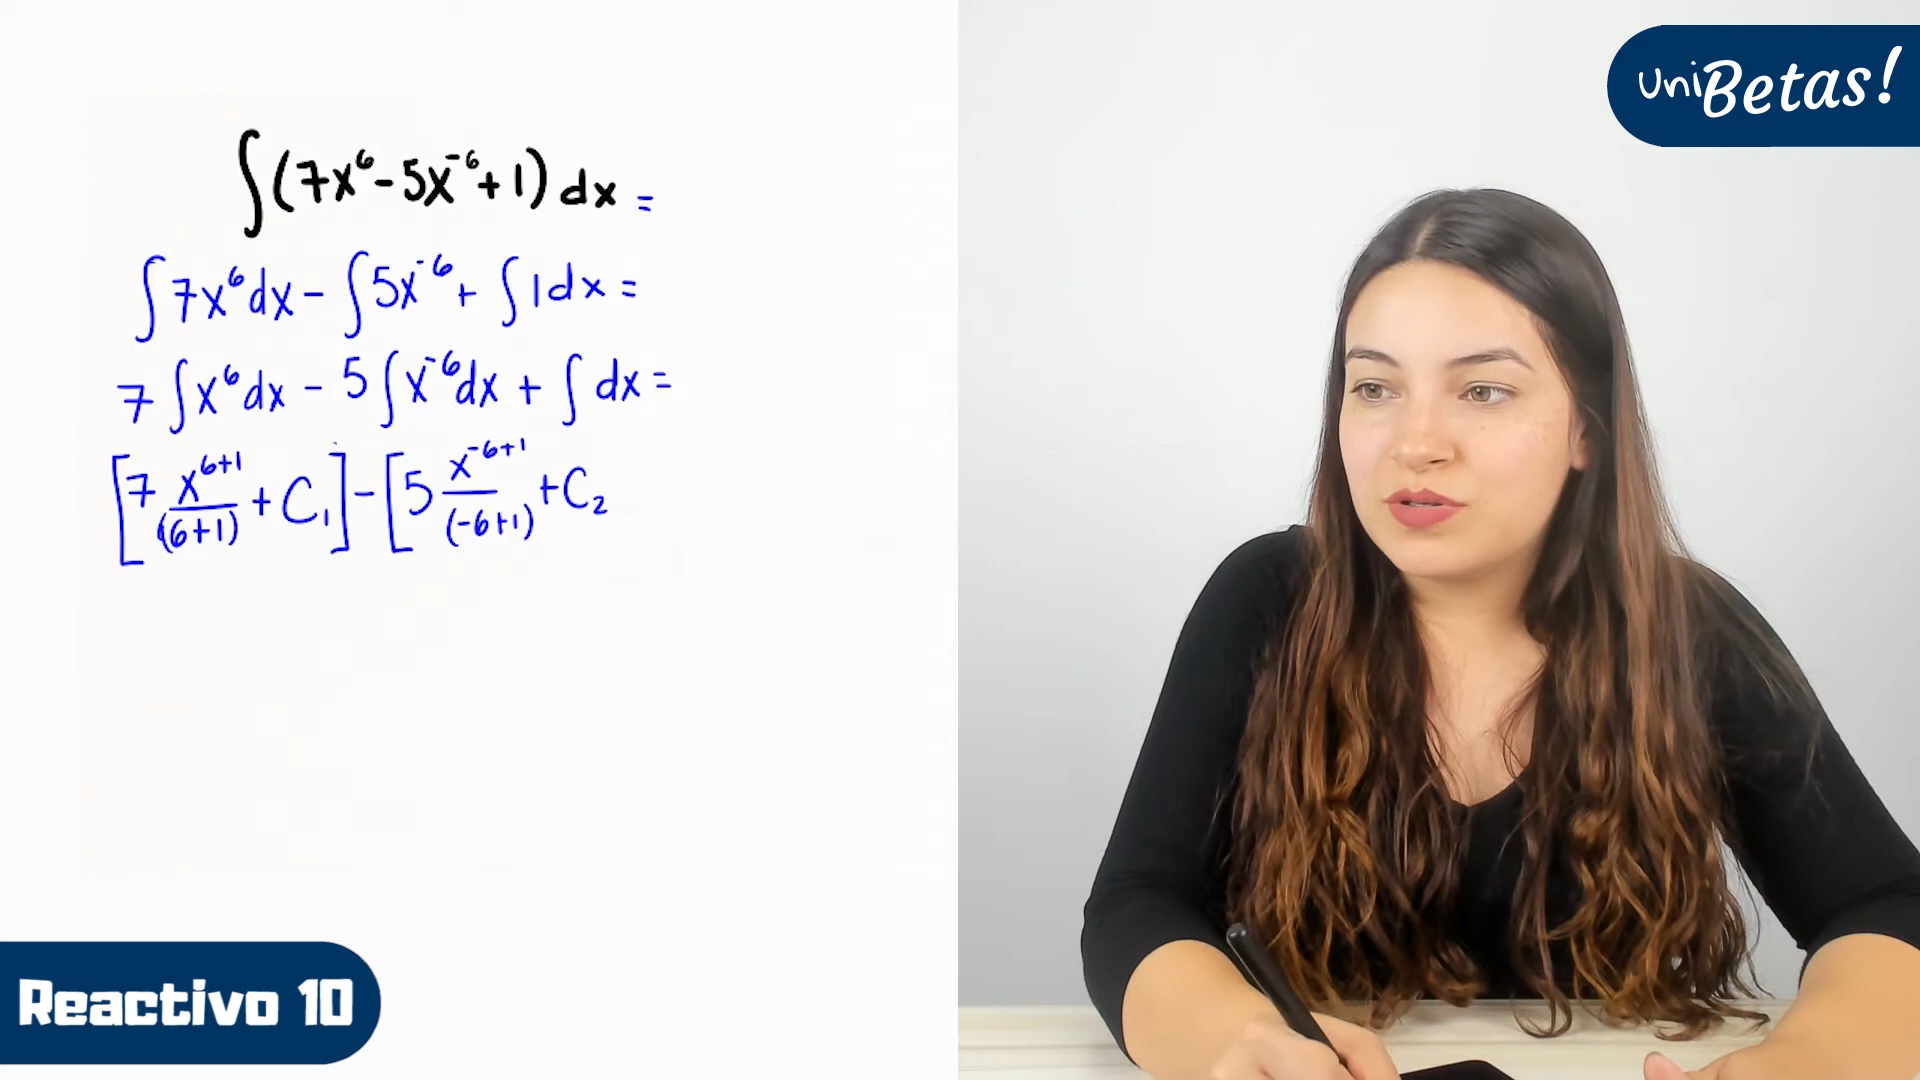 uniBetas!
∫(7x⁶-5x⁻⁶+1) dx =
∫7x⁶dx - ∫5x⁻⁶ + ∫1dx =
7∫x⁶dx - 5∫x⁻⁶dx + ∫dx =
[7 x⁶⁺¹/(6+1) + C₁] - [5 x⁻⁶⁺¹/(-6+1) + C₂
Reactivo 10